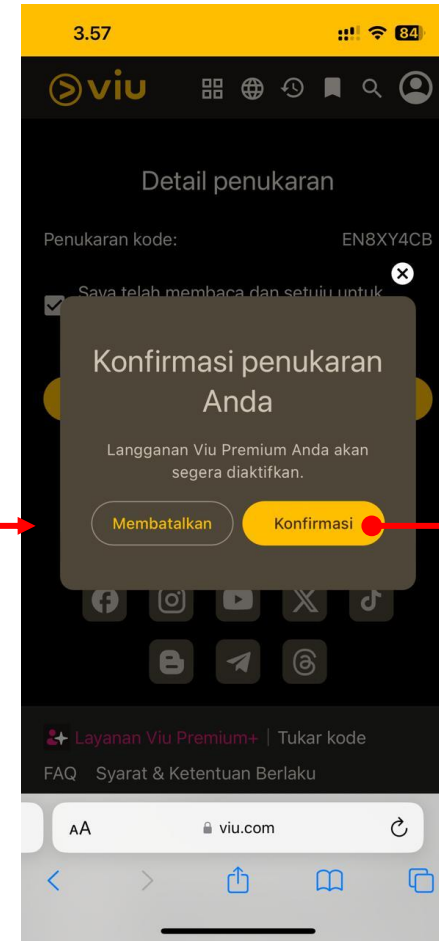 3.57
84
viu
Detail penukaran
Penukaran kode: EN8XY4CB
Saya telah membaca dan setuju untuk
Konfirmasi penukaran
Anda
Langganan Viu Premium Anda akan
segera diaktifkan.
Membatalkan Konfirmasi
Layanan Viu Premium+ | Tukar kode
FAQ Syarat & Ketentuan Berlaku
AA viu.com